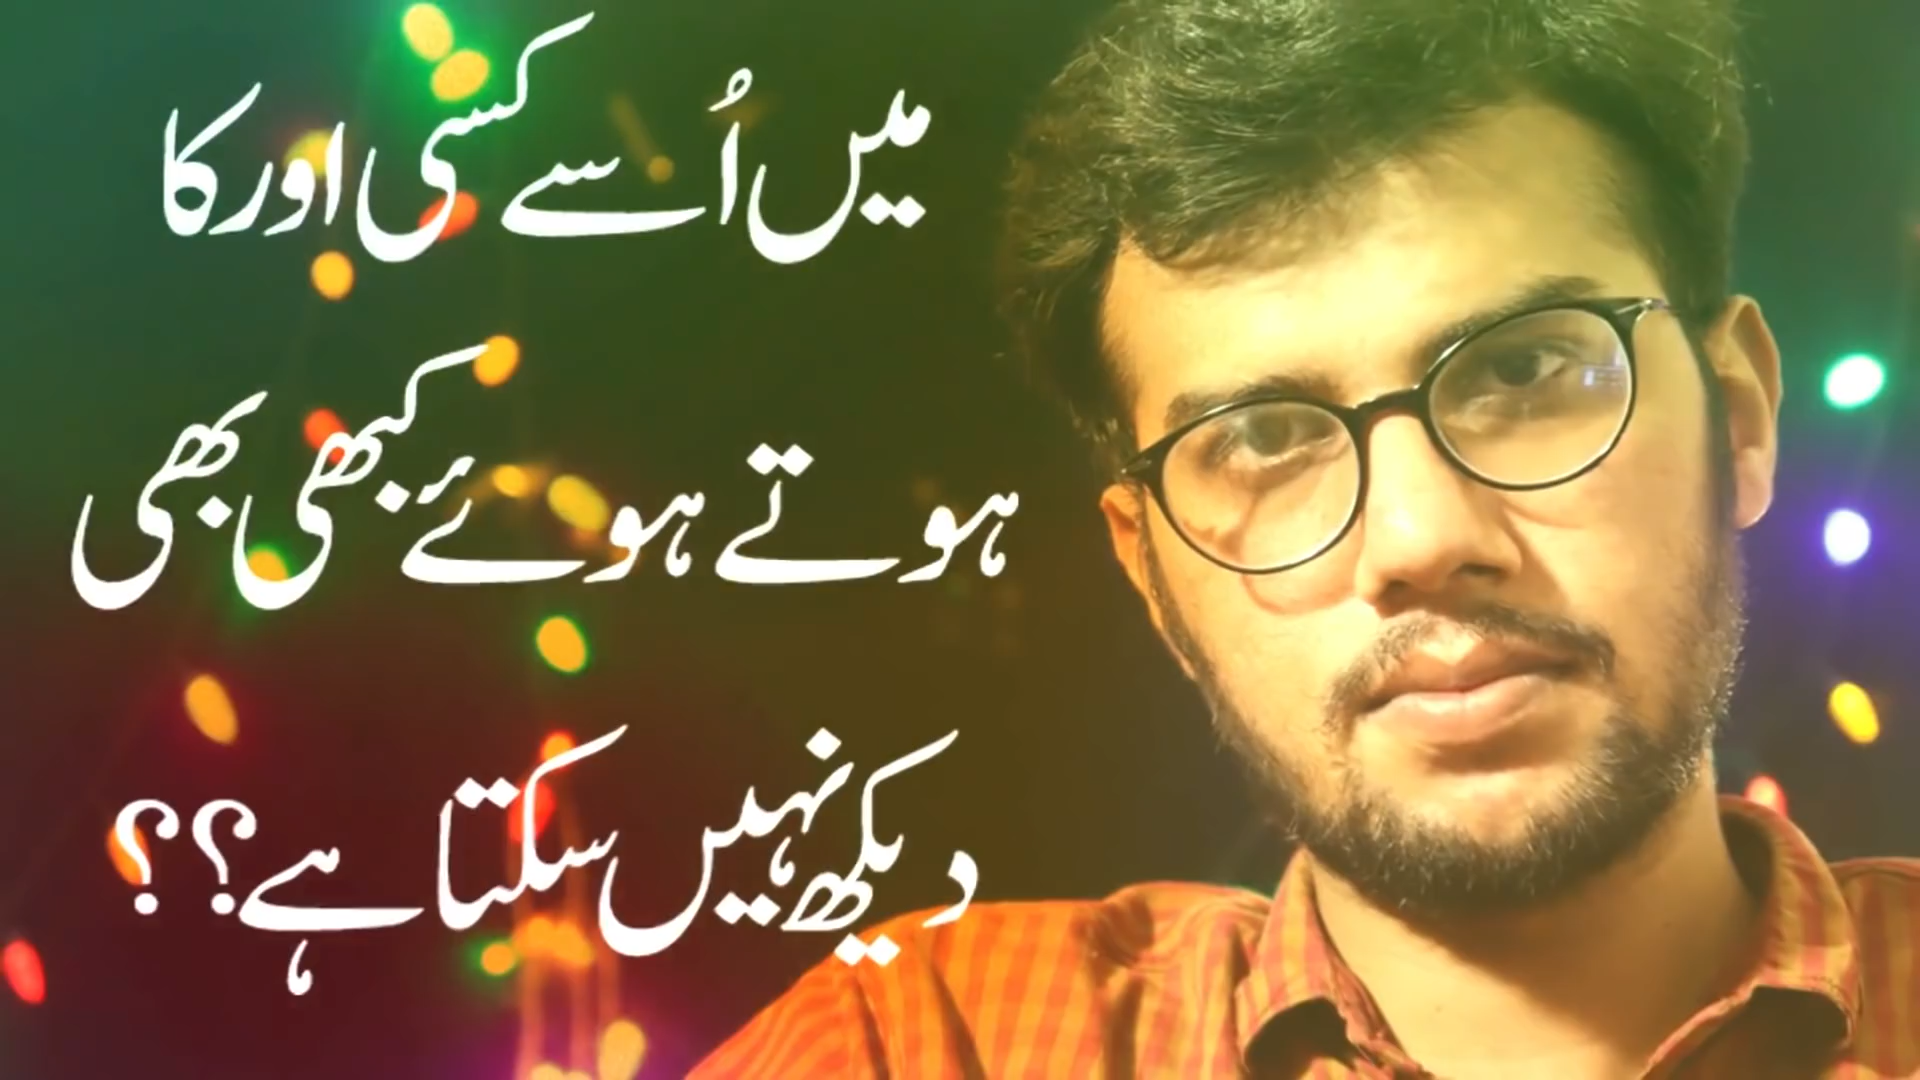 میں اُسے کسی اور کا
ہوتے ہوئے کبھی بھی
دیکھ نہیں سکتا ہے؟؟